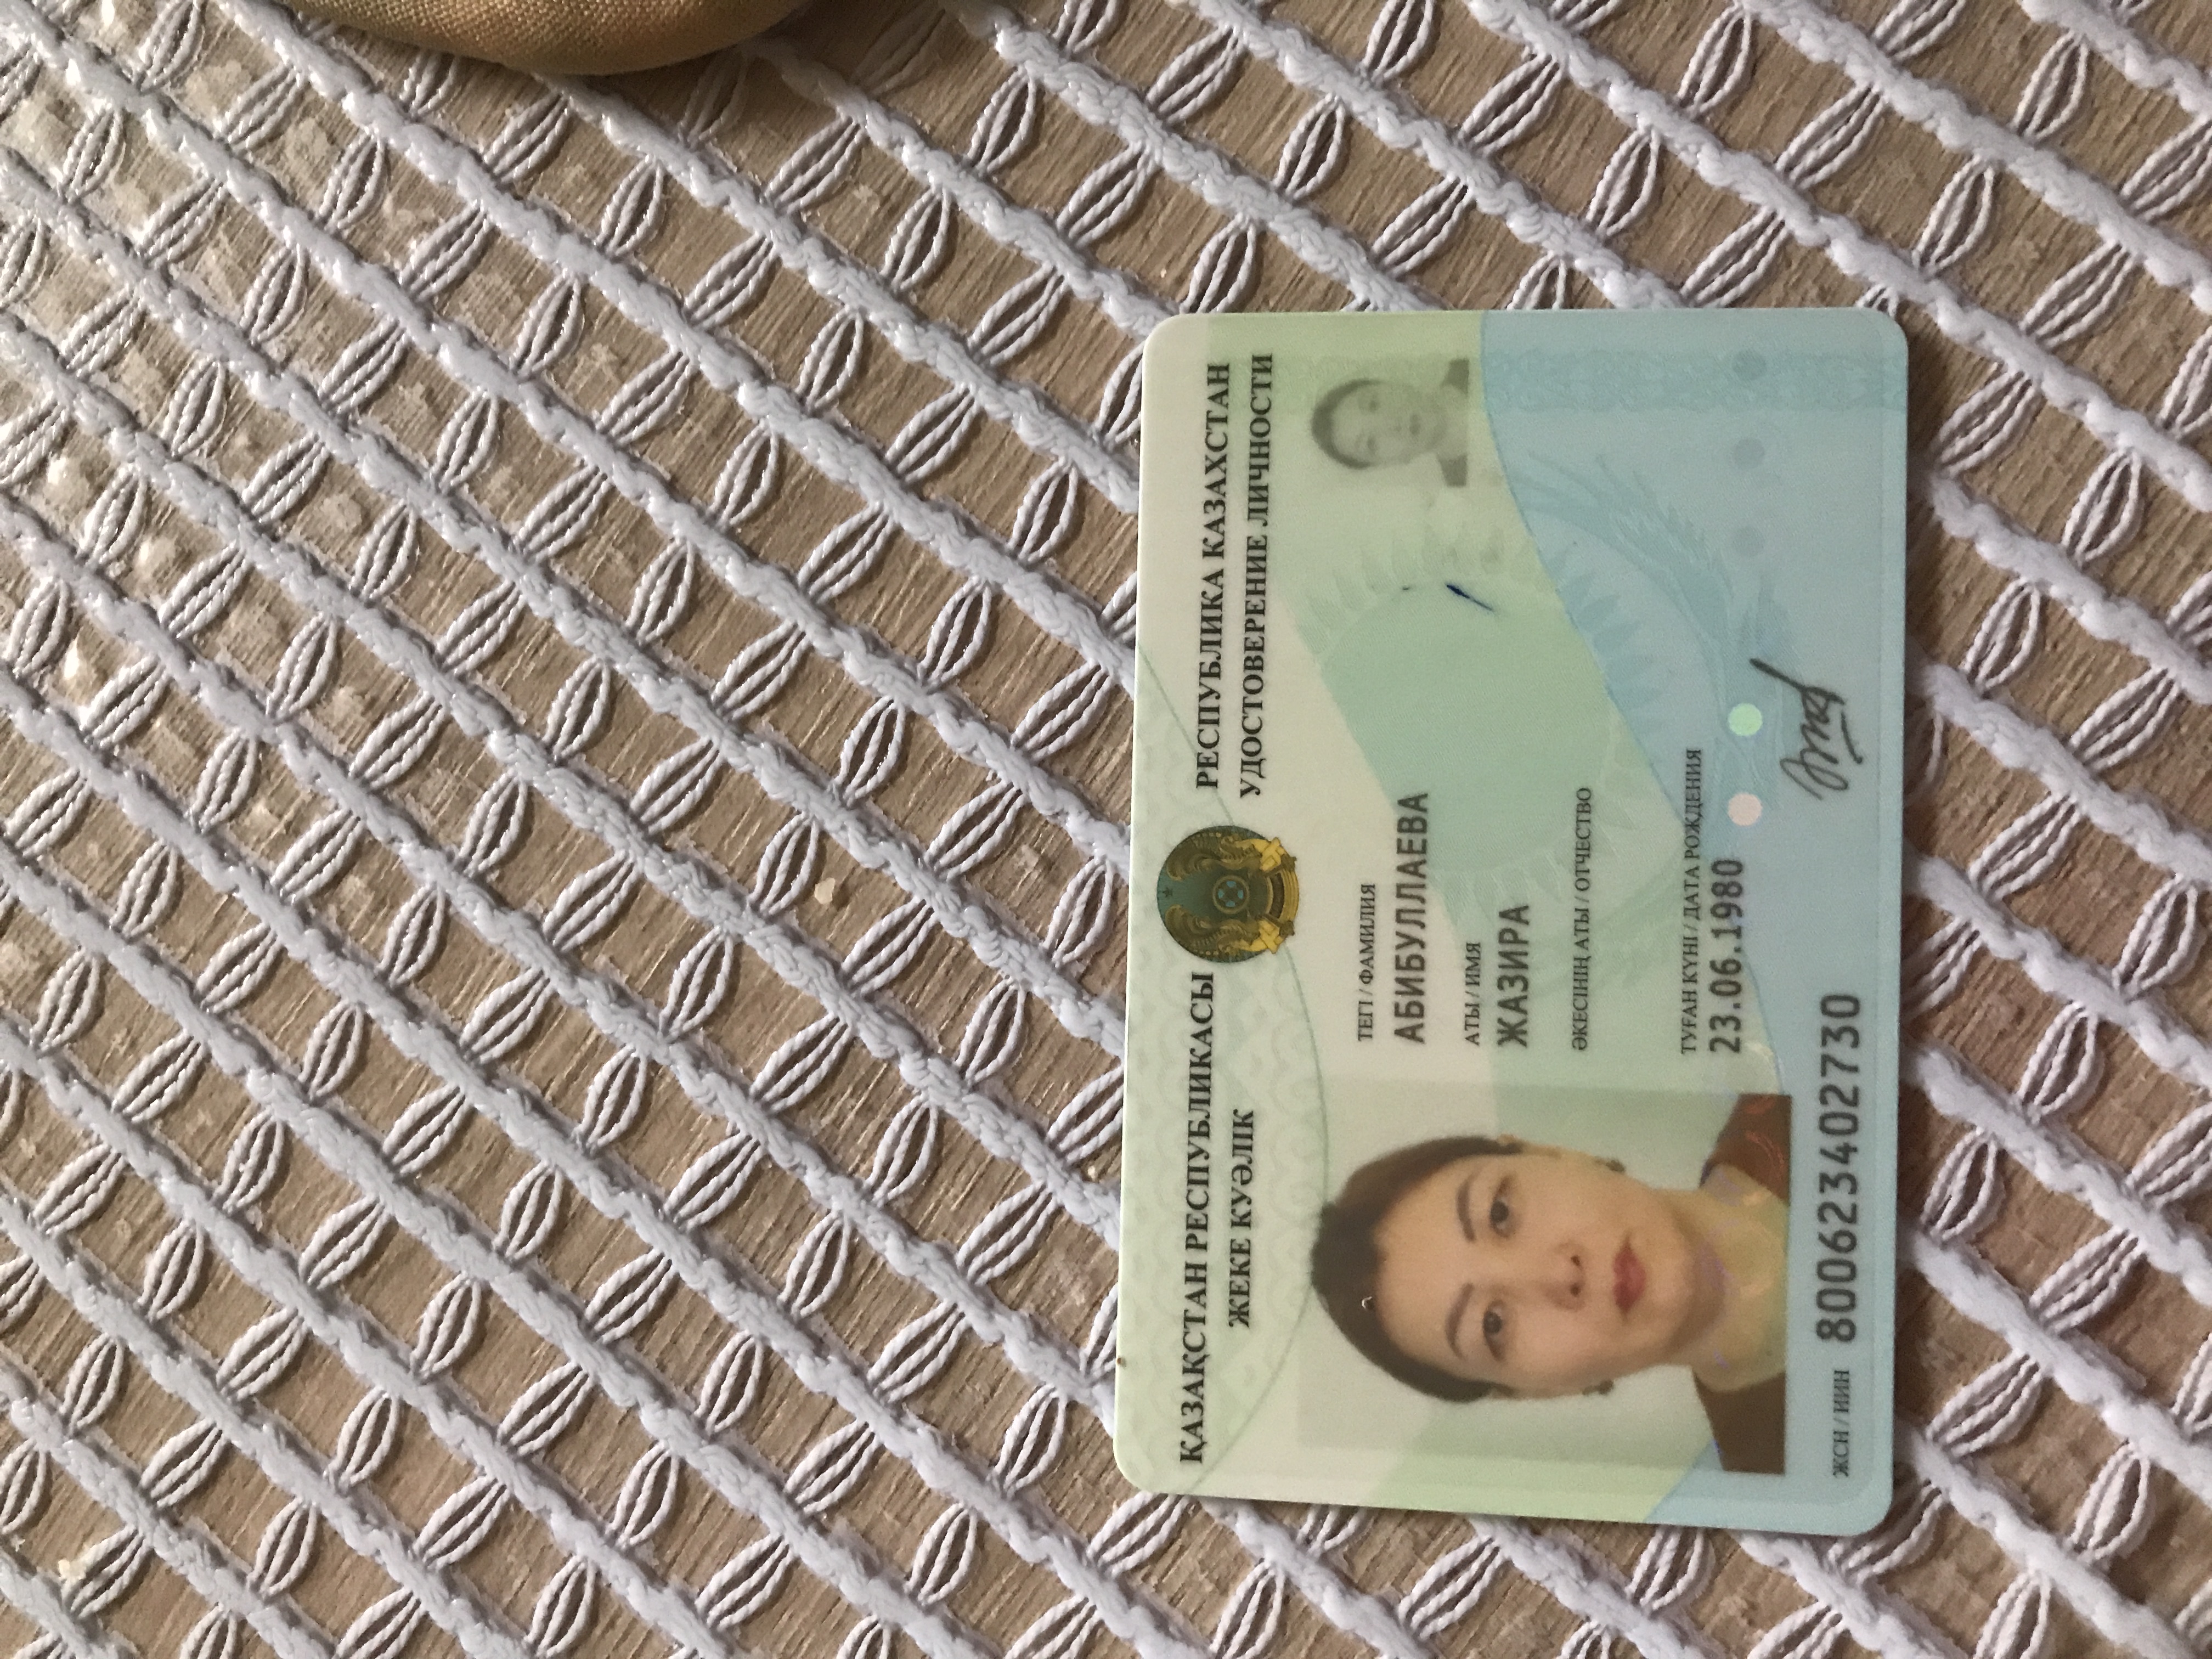 ҚАЗАҚСТАН РЕСПУБЛИКАСЫ
ЖЕКЕ КУӘЛІК
РЕСПУБЛИКА КАЗАХСТАН
УДОСТОВЕРЕНИЕ ЛИЧНОСТИ
ТЕГІ / ФАМИЛИЯ
АБИБУЛЛАЕВА
АТЫ / ИМЯ
ЖАЗИРА
ӘКЕСІНІҢ АТЫ / ОТЧЕСТВО
ТУҒАН КҮНІ / ДАТА РОЖДЕНИЯ
23.06.1980
ЖСН / ИИН 800623402730